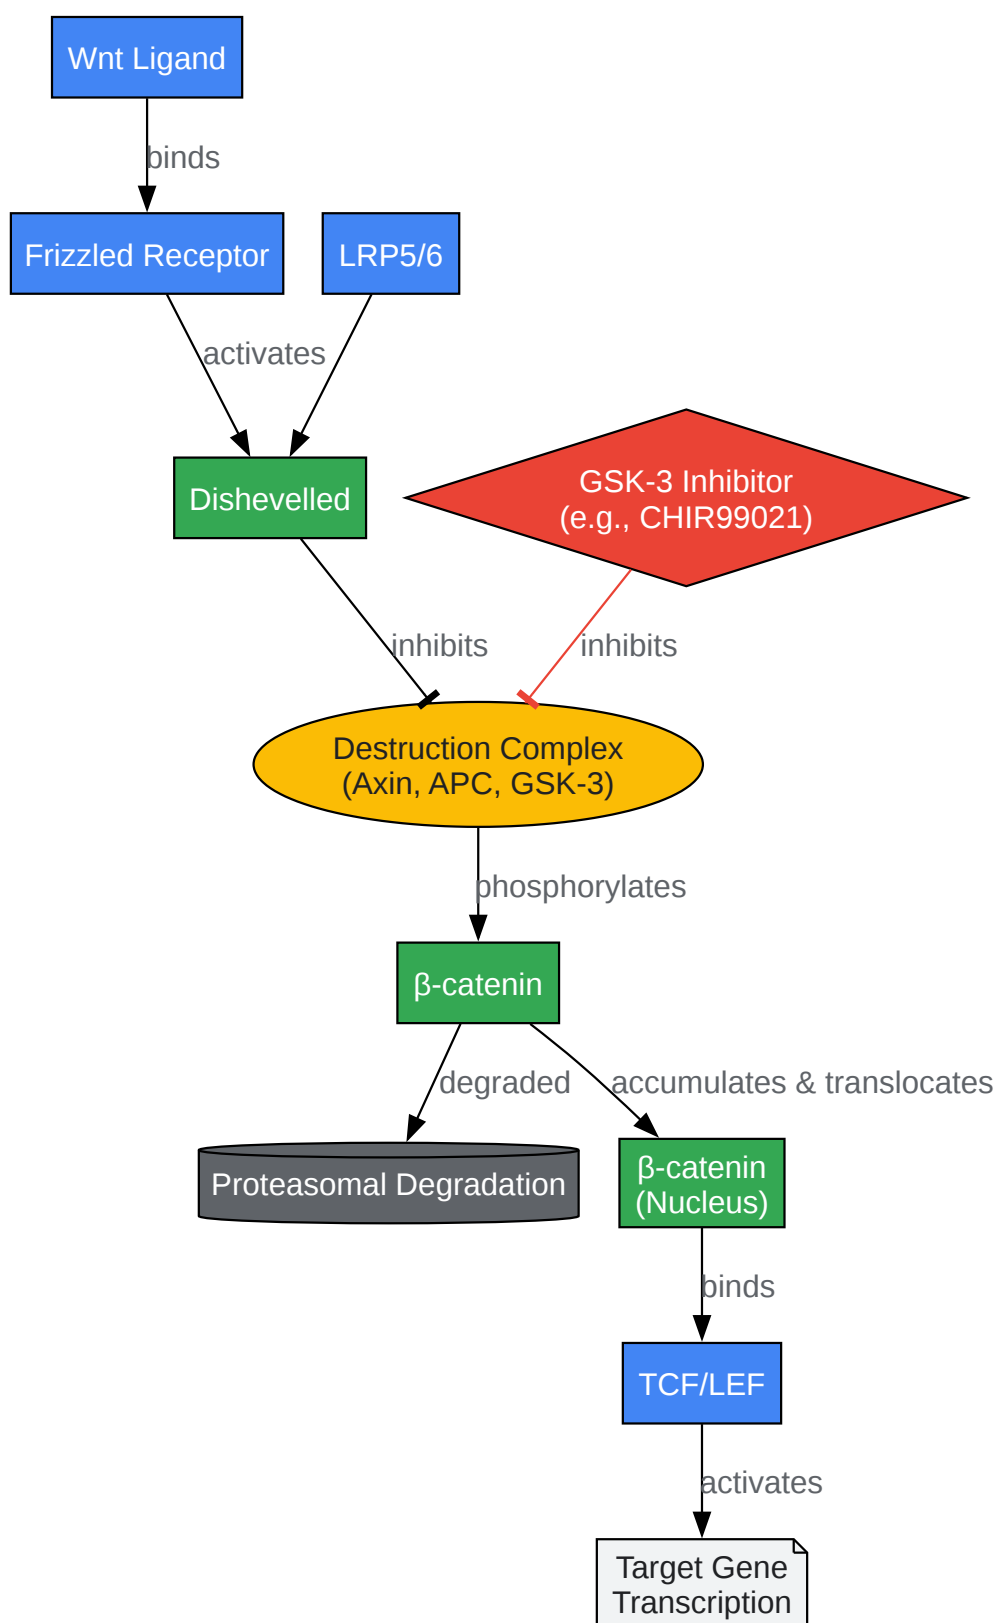 Wnt Ligand
binds
Frizzled Receptor
LRP5/6
activates
Dishevelled
GSK-3 Inhibitor
(e.g., CHIR99021)
inhibits
inhibits
Destruction Complex
(Axin, APC, GSK-3)
phosphorylates
β-catenin
degraded
accumulates & translocates
Proteasomal Degradation
β-catenin
(Nucleus)
binds
TCF/LEF
activates
Target Gene
Transcription